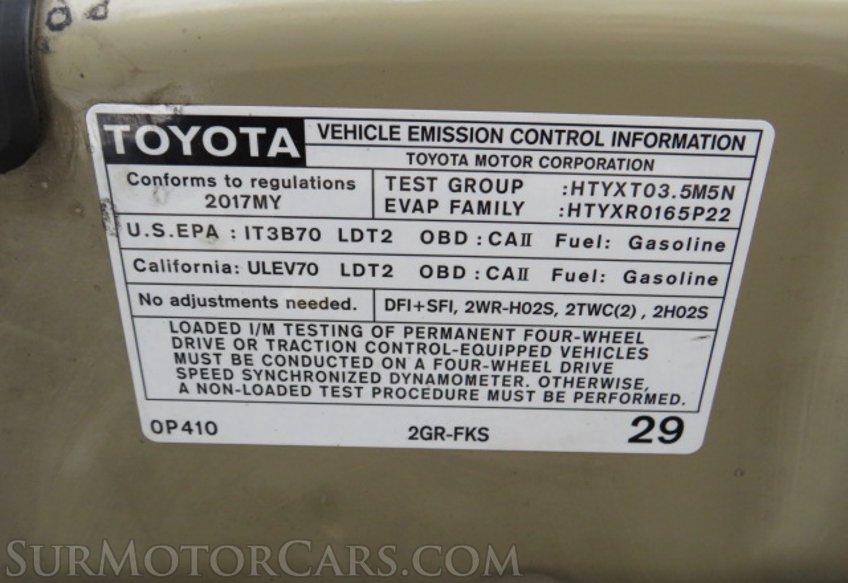 TOYOTA VEHICLE EMISSION CONTROL INFORMATION
TOYOTA MOTOR CORPORATION
Conforms to regulations
2017MY
TEST GROUP :HTYXT03.5M5N
EVAP FAMILY :HTYXR0165P22
U.S.EPA : IT3B70 LDT2 OBD : CAⅡ Fuel: Gasoline
California: ULEV70 LDT2 OBD : CAⅡ Fuel: Gasoline
No adjustments needed. DFI+SFI, 2WR-HO2S, 2TWC(2) , 2HO2S
LOADED I/M TESTING OF PERMANENT FOUR-WHEEL
DRIVE OR TRACTION CONTROL-EQUIPPED VEHICLES
MUST BE CONDUCTED ON A FOUR-WHEEL DRIVE
SPEED SYNCHRONIZED DYNAMOMETER. OTHERWISE,
A NON-LOADED TEST PROCEDURE MUST BE PERFORMED.
0P410 2GR-FKS 29
SURMOTORCARS.COM